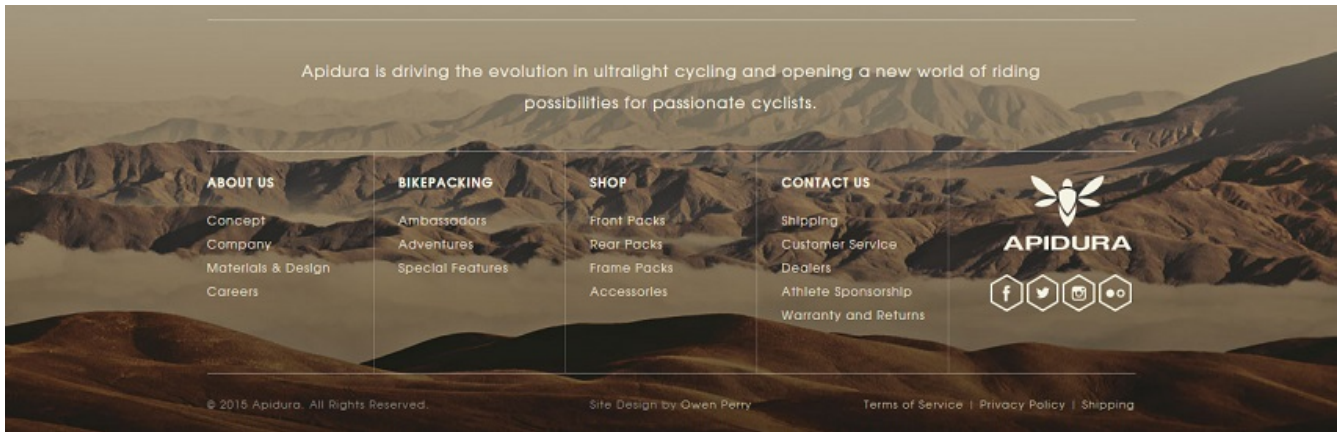 Apidura is driving the evolution in ultralight cycling and opening a new world of riding
possibilities for passionate cyclists.
ABOUT US
Concept
Company
Materials & Design
Careers
BIKEPACKING
Ambassadors
Adventures
Special Features
SHOP
Front Packs
Rear Packs
Frame Packs
Accessories
CONTACT US
Shipping
Customer Service
Dealers
Athlete Sponsorship
Warranty and Returns
APIDURA
© 2015 Apidura. All Rights Reserved.
Site Design by Owen Perry
Terms of Service | Privacy Policy | Shipping